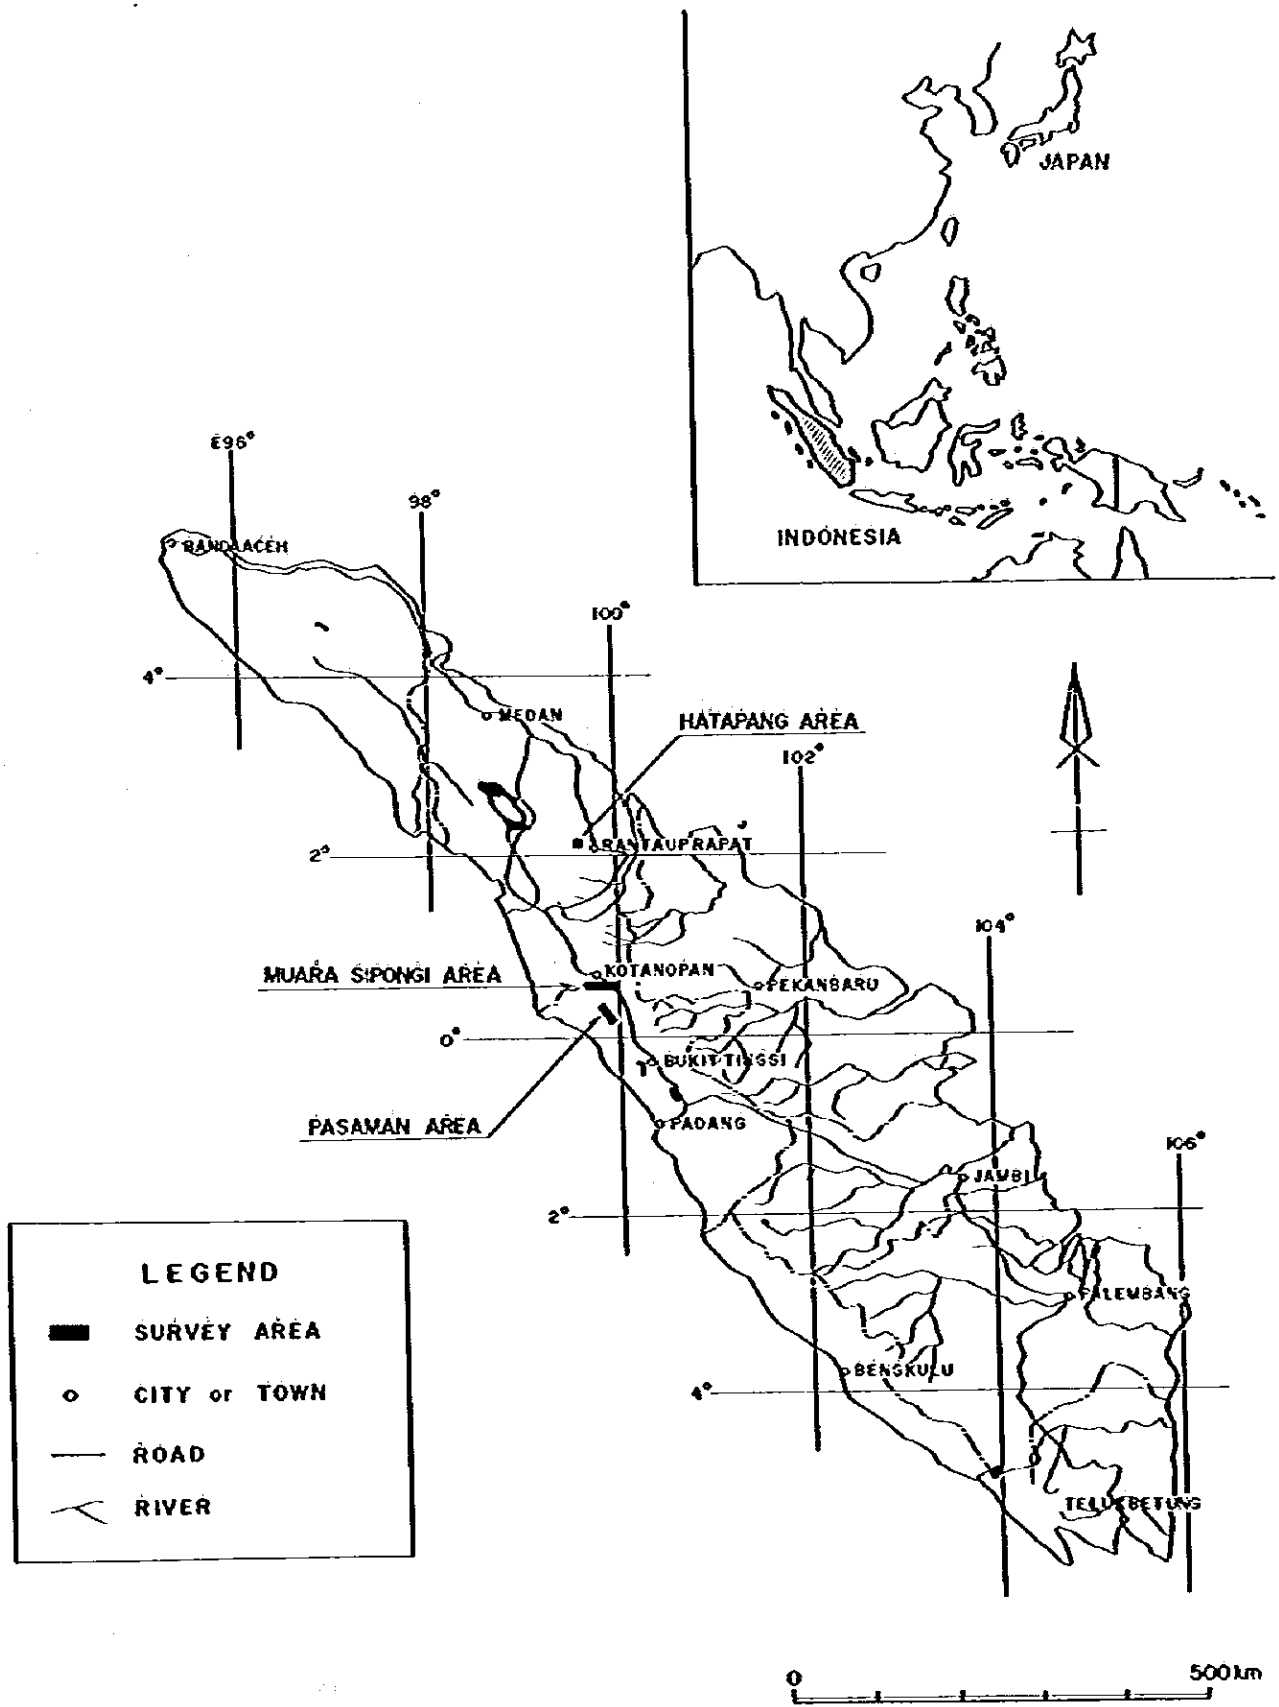 JAPAN
INDONESIA
E96°
98°
BANDAACEH
100°
4°
MEDAN
HATAPANG AREA
102°
RANTAUPRAPAT
2°
104°
MUARA SIPONGI AREA
KOTANOPAN
PEKANBARU
0°
BUKIT TINGGI
PASAMAN AREA
PADANG
106°
JAMBI
2°
LEGEND
SURVEY AREA
CITY or TOWN
ROAD
RIVER
PALEMBANG
BENGKULU
4°
TELUKBETUNG
0
500km